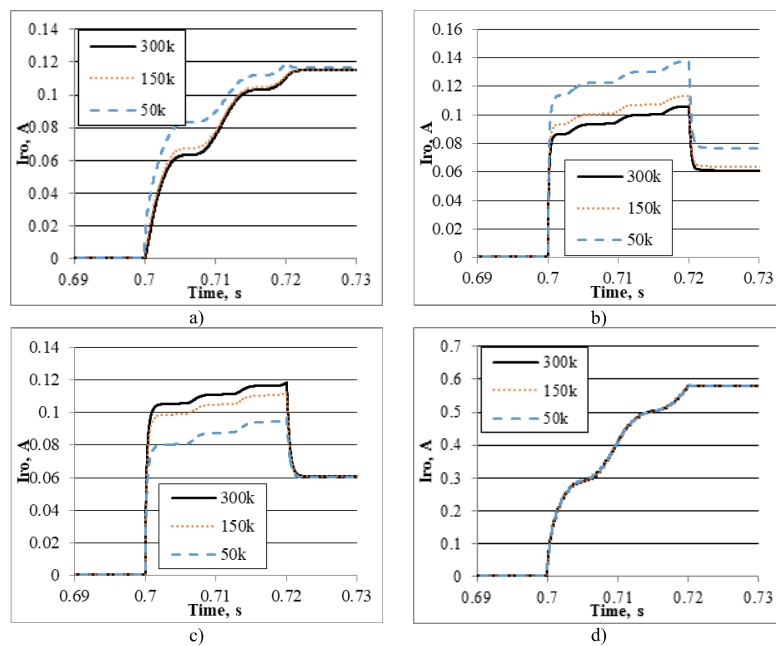 0.14
0.12
0.1
0.08
0.06
0.04
0.02
0
Iro, A
300k
150k
50k
0.69 0.7 0.71 0.72 0.73
Time, s
a)
0.16
0.14
0.12
0.1
0.08
0.06
0.04
0.02
0
Iro, A
300k
150k
50k
0.69 0.7 0.71 0.72 0.73
Time, s
b)
0.14
0.12
0.1
0.08
0.06
0.04
0.02
0
Iro, A
300k
150k
50k
0.69 0.7 0.71 0.72 0.73
Time, s
c)
0.7
0.6
0.5
0.4
0.3
0.2
0.1
0
Iro, A
300k
150k
50k
0.69 0.7 0.71 0.72 0.73
Time, s
d)